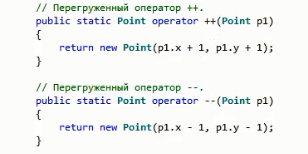 // Перегруженный оператор ++.
public static Point operator ++(Point p1)
{
return new Point(p1.x + 1, p1.y + 1);
}
// Перегруженный оператор --.
public static Point operator --(Point p1)
{
return new Point(p1.x - 1, p1.y - 1);
}